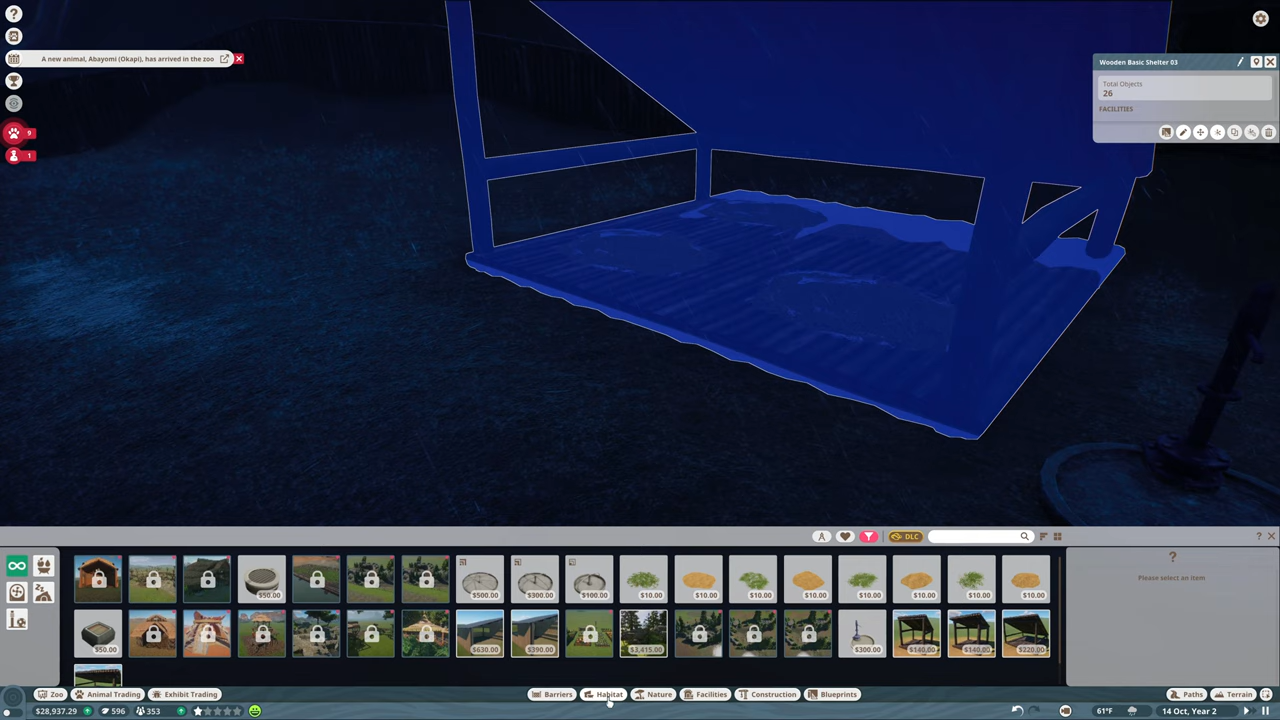 A new animal, Abayomi (Okapi), has arrived in the zoo
9
1
Wooden Basic Shelter 03
Total Objects
26
FACILITIES
DLC
Please select an item
$50.00
$500.00
$300.00
$100.00
$10.00
$10.00
$10.00
$10.00
$10.00
$10.00
$10.00
$10.00
$50.00
$630.00
$390.00
$3,415.00
$300.00
$140.00
$140.00
$220.00
Zoo
Animal Trading
Exhibit Trading
Barriers
Habitat
Nature
Facilities
Construction
Blueprints
Paths
Terrain
$28,937.29
596
353
61°F
14 Oct, Year 2